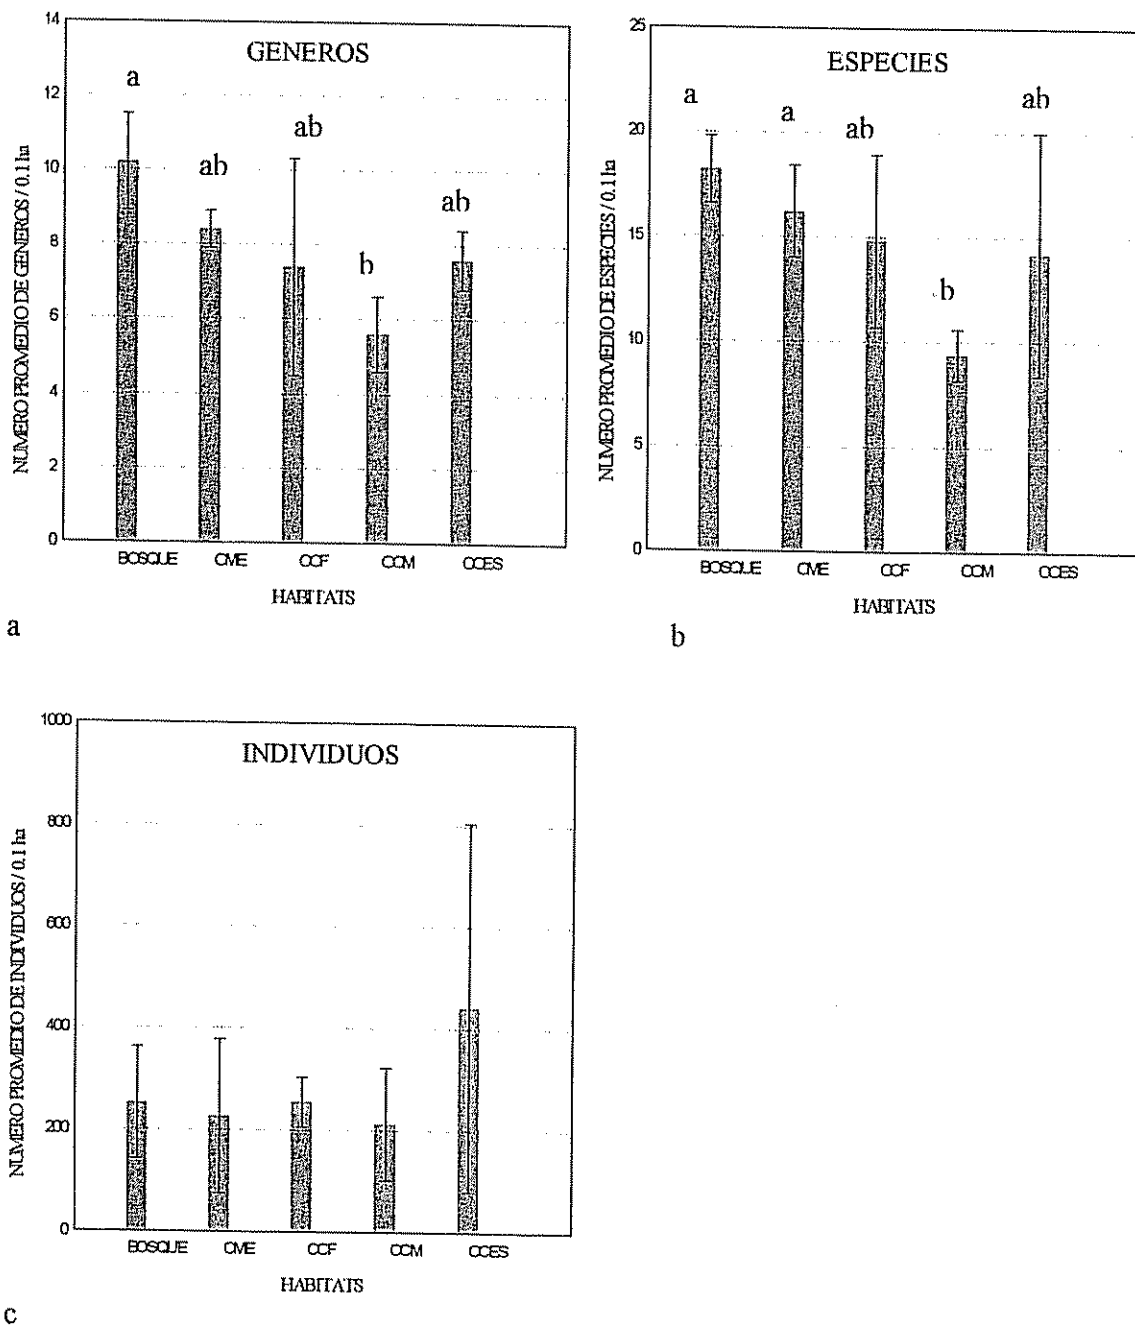 GENEROS
NUMERO PROMEDIO DE GENEROS / 0.1 ha
14
12
10
8
6
4
2
0
a
ab
ab
b
ab
BOSQUE CME CCF CCM CCES
HABITATS
a
ESPECIES
NUMERO PROMEDIO DE ESPECIES / 0.1 ha
25
20
15
10
5
0
a
a
ab
b
ab
BOSQUE CME CCF CCM CCES
HABITATS
b
INDIVIDUOS
NUMERO PROMEDIO DE INDIVIDUOS / 0.1 ha
1000
800
600
400
200
0
BOSQUE CME CCF CCM CCES
HABITATS
c